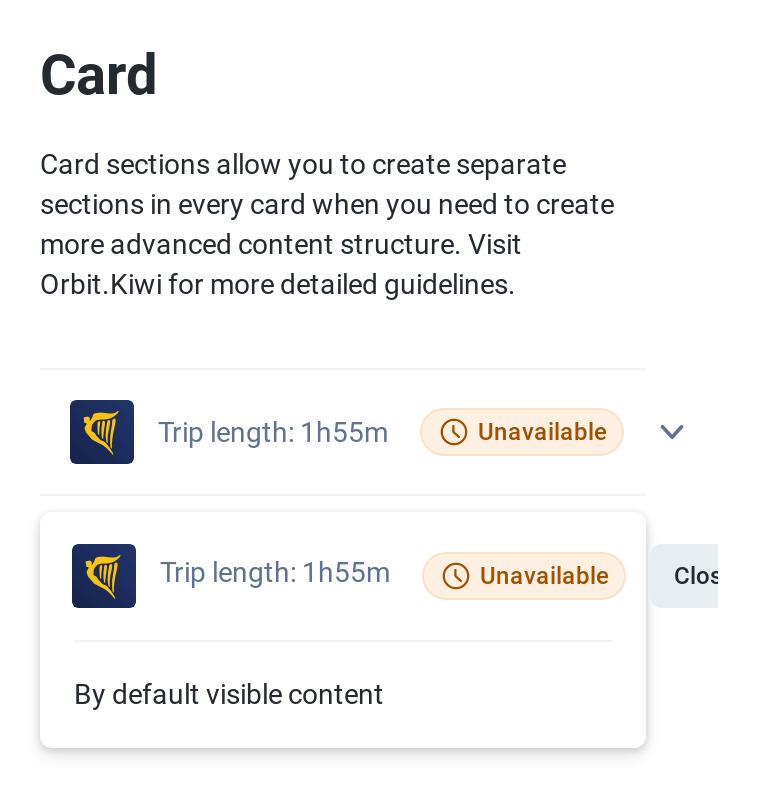 Card
Card sections allow you to create separate
sections in every card when you need to create
more advanced content structure. Visit
Orbit.Kiwi for more detailed guidelines.
Trip length: 1h55m Unavailable
Trip length: 1h55m Unavailable Clos
By default visible content